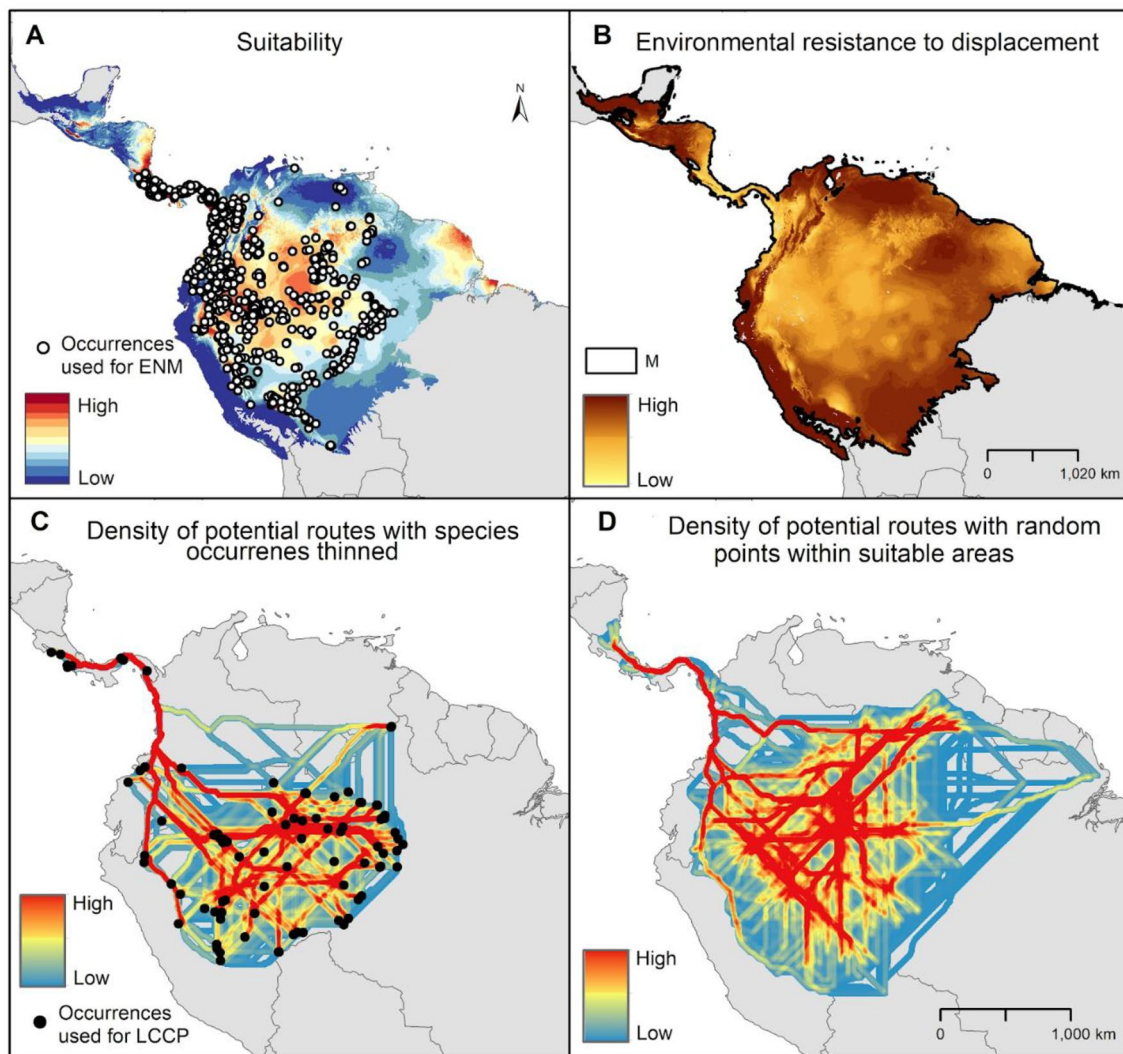 A
Suitability
N
Occurrences
used for ENM
High
Low
B
Environmental resistance to displacement
M
High
Low
0
1,020 km
C
Density of potential routes with species
occurrenes thinned
High
Low
Occurrences
used for LCCP
D
Density of potential routes with random
points within suitable areas
High
Low
0
1,000 km